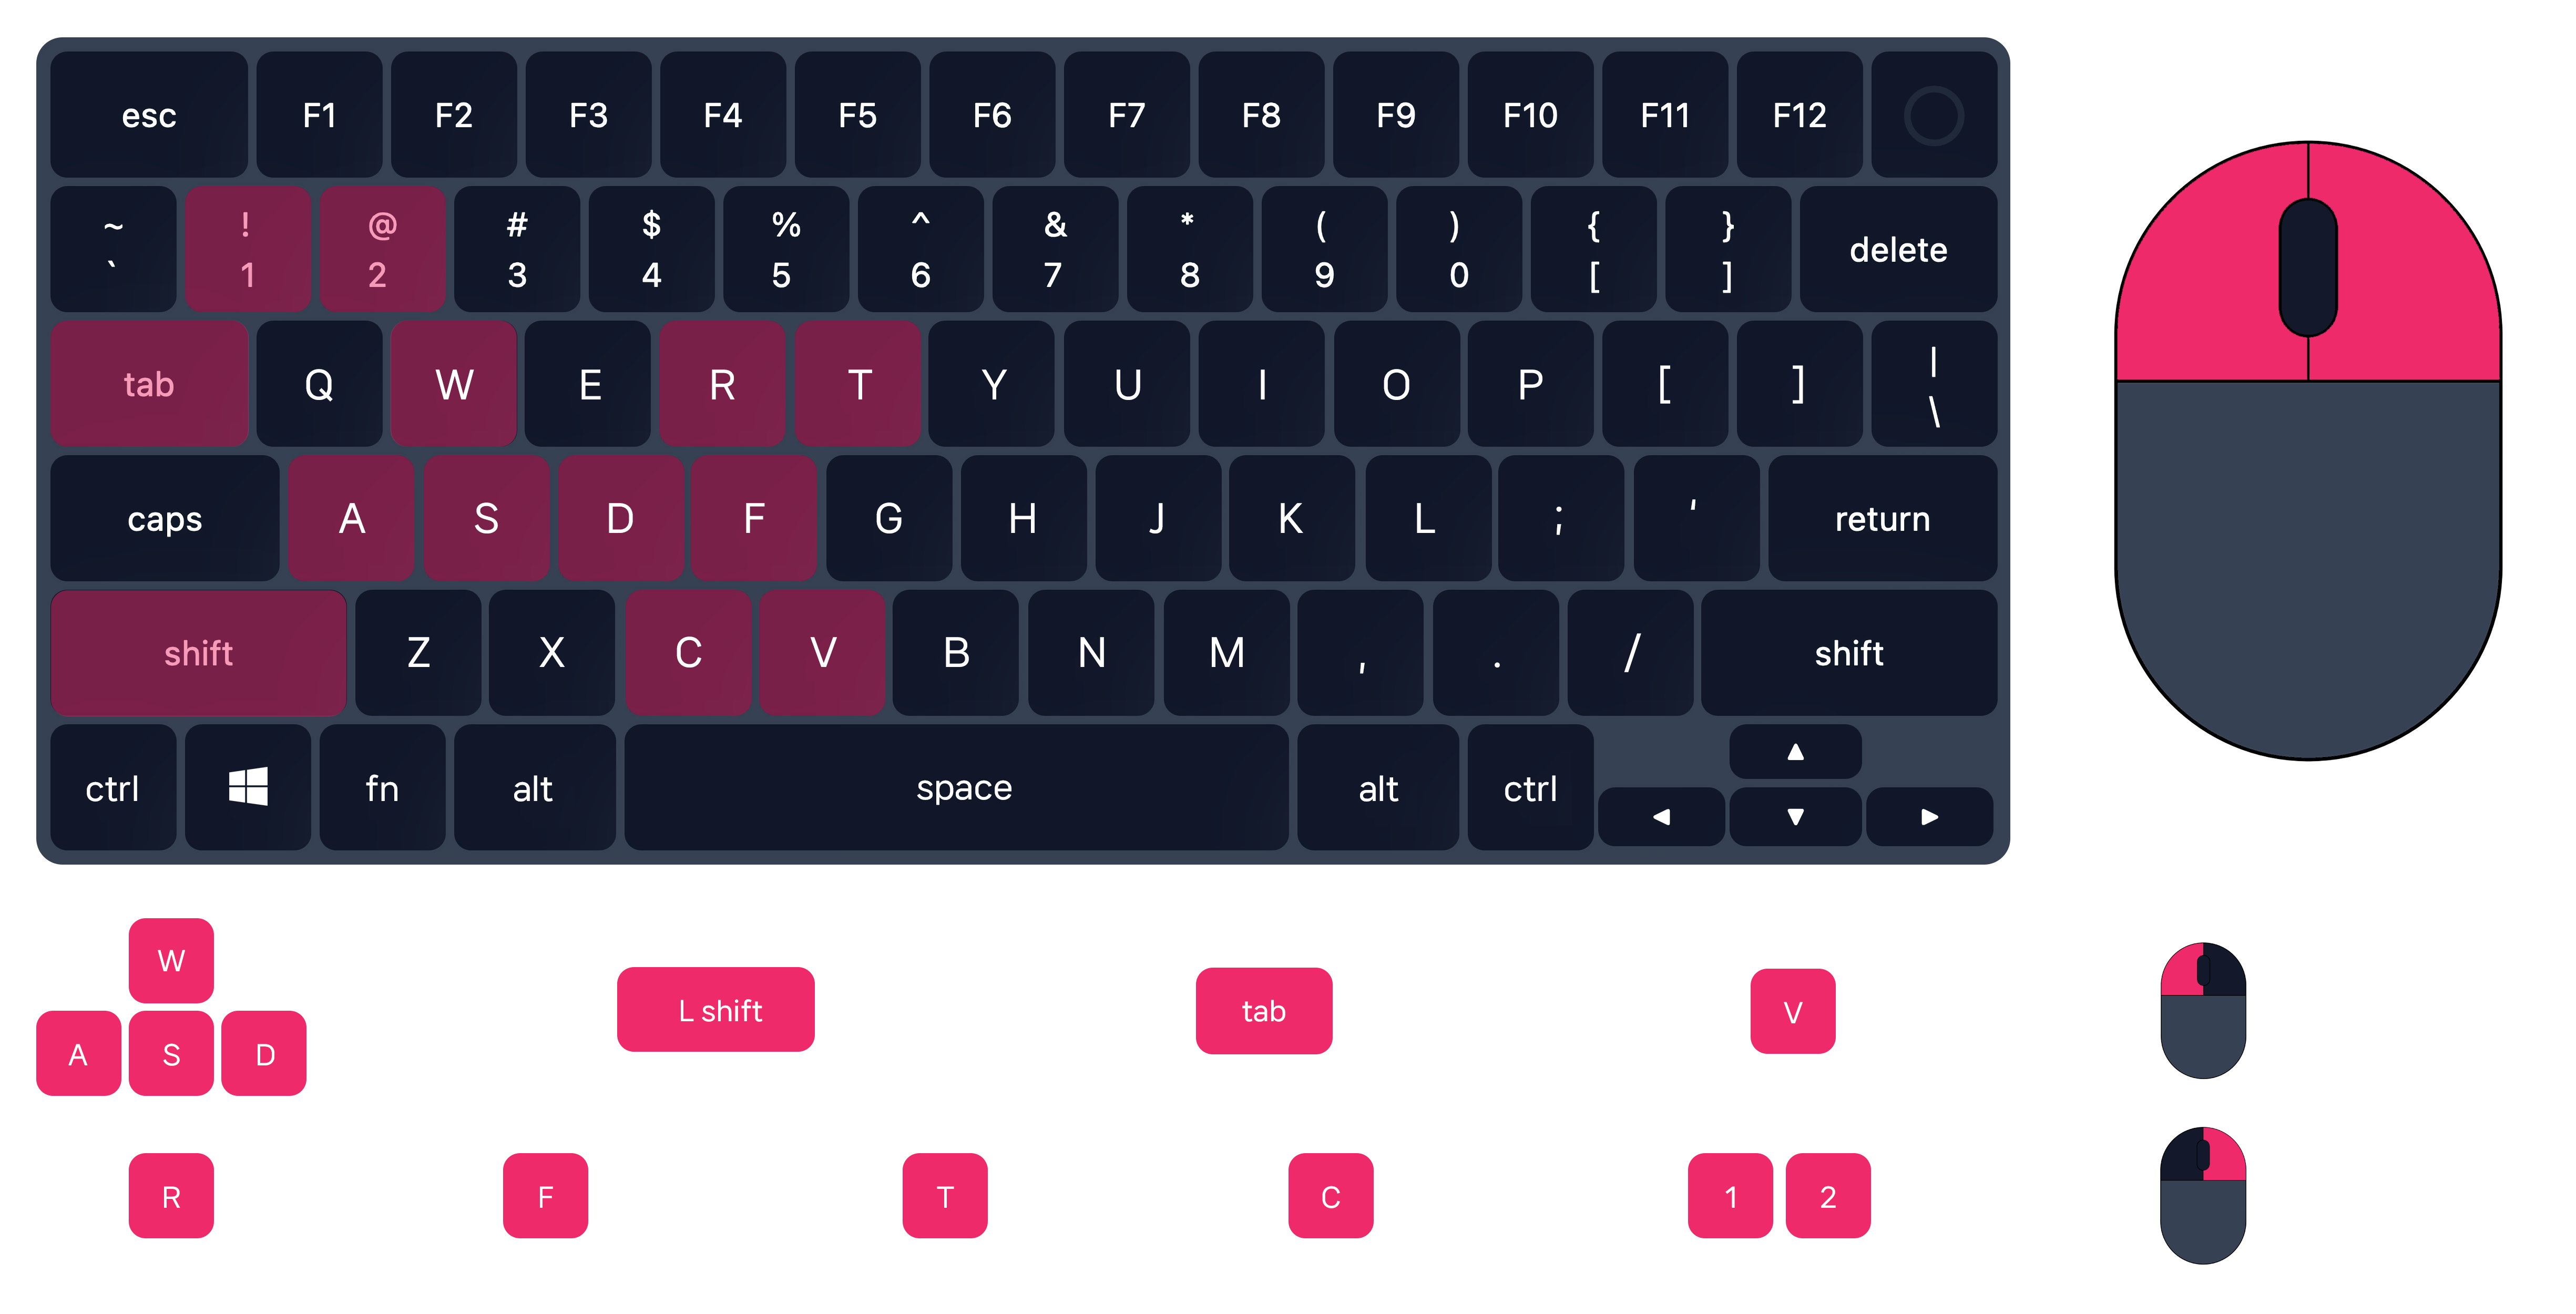 esc F1 F2 F3 F4 F5 F6 F7 F8 F9 F10 F11 F12
~ ! @ # $ % ^ & * ( ) { }
` 1 2 3 4 5 6 7 8 9 0 [ ] delete
tab Q W E R T Y U I O P [ ] | \
caps A S D F G H J K L ; ' return
shift Z X C V B N M , . / shift
ctrl fn alt space alt ctrl ▲
◀ ▼ ▶
W
L shift tab V
A S D
R F T C 1 2